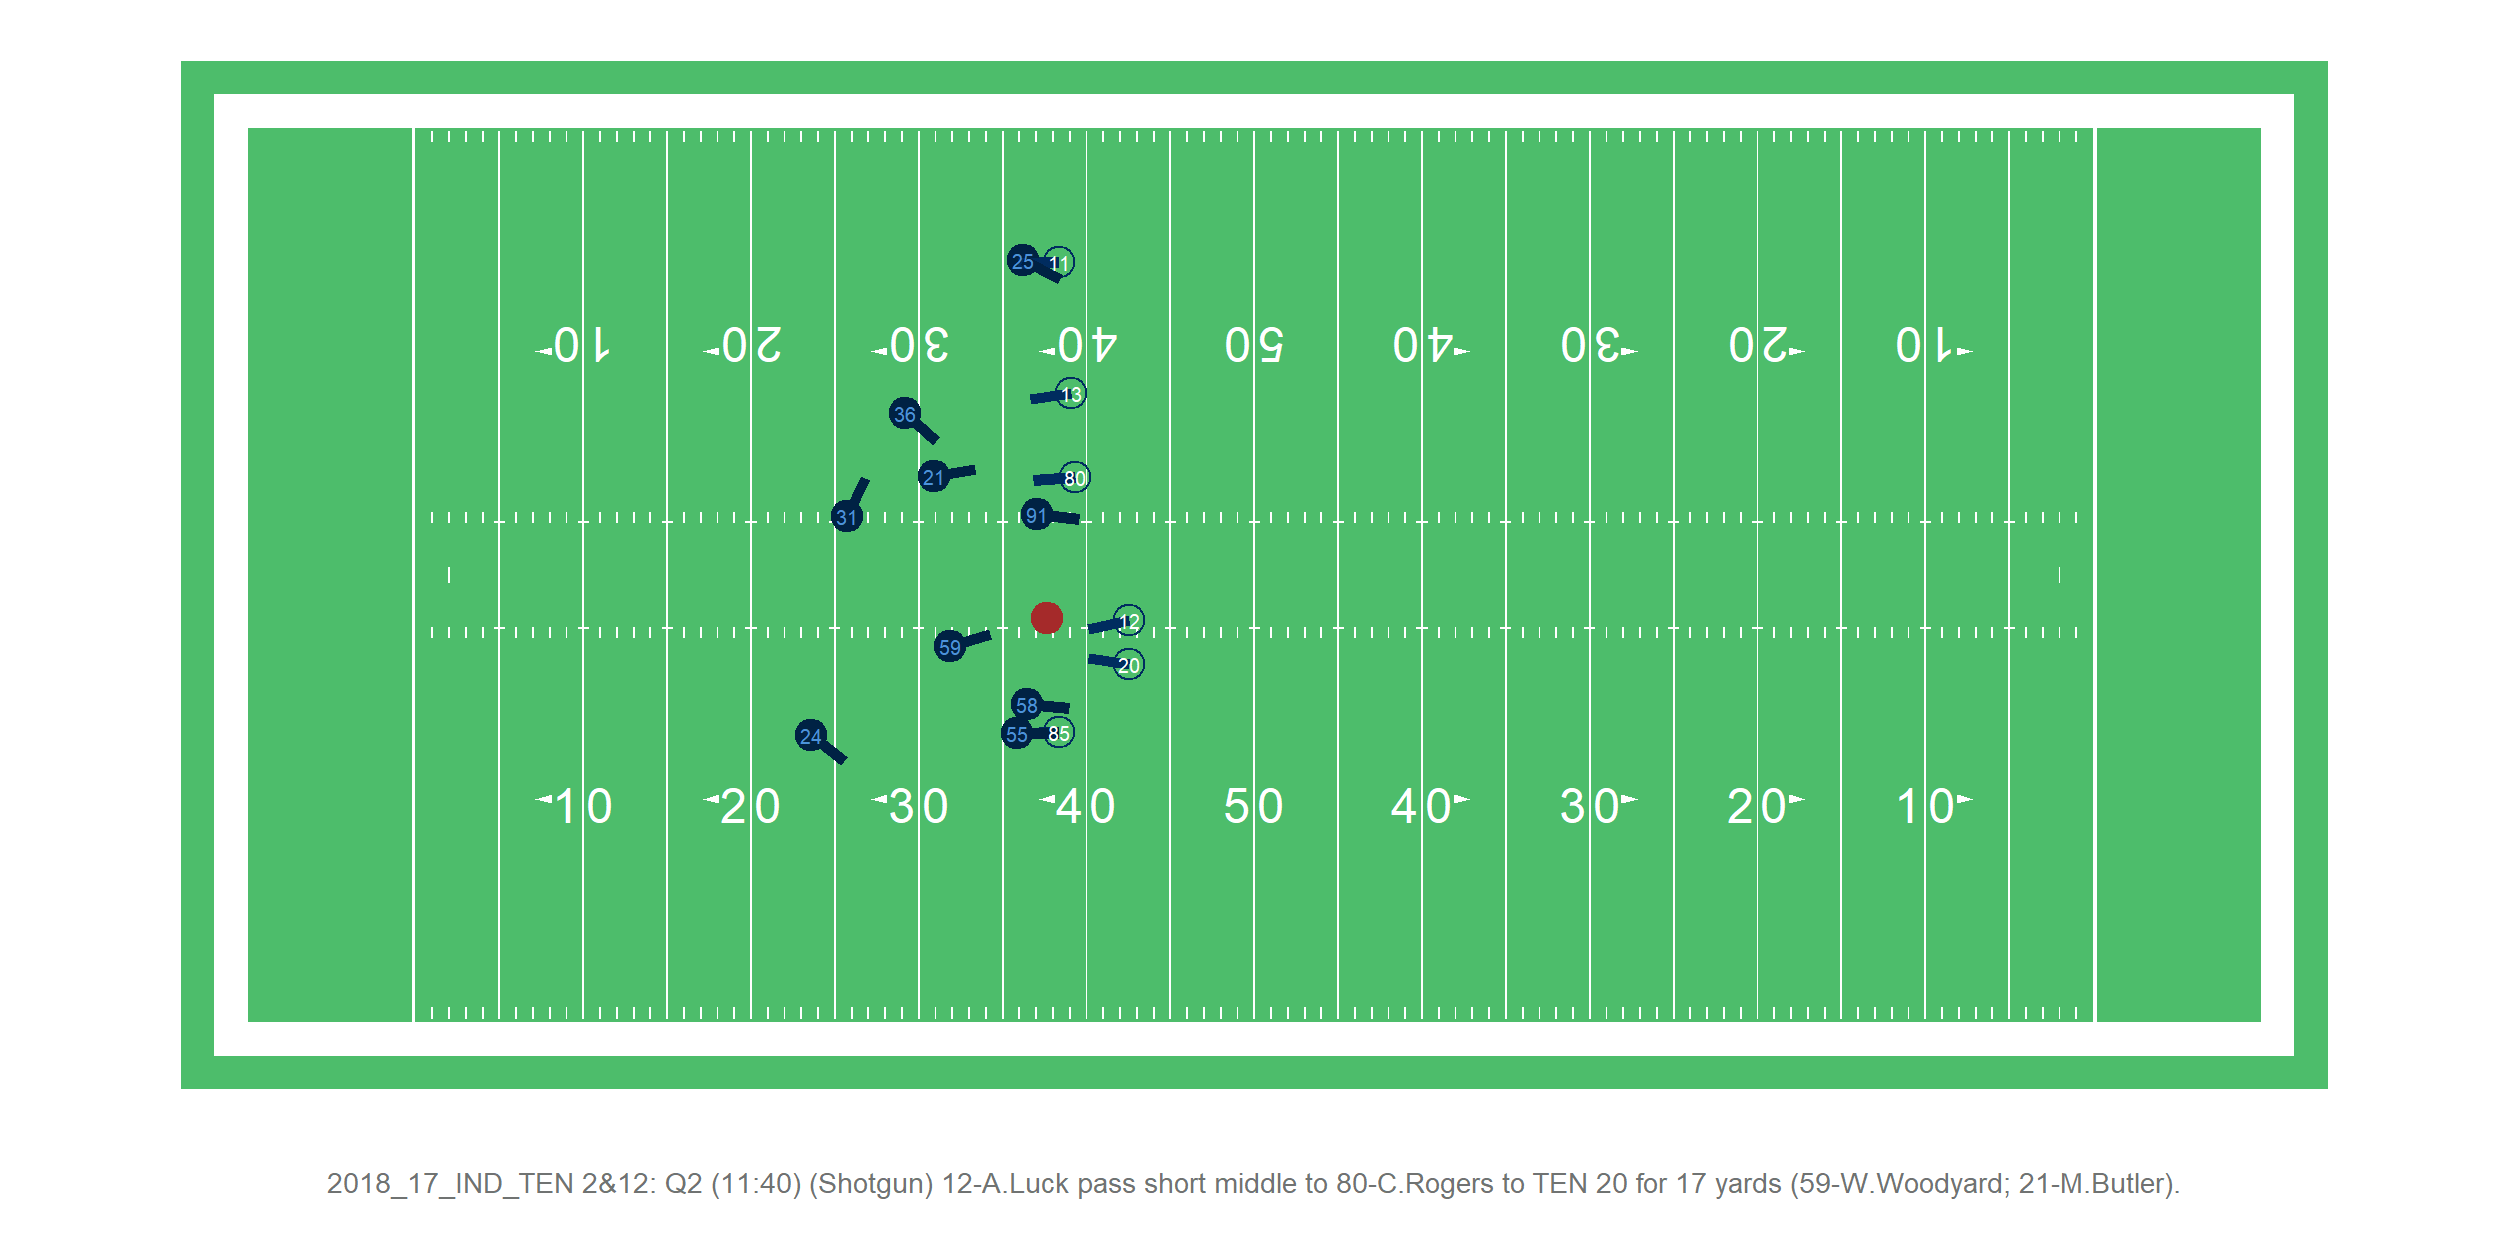 25 11
10 20 30 40 50 40 30 20 10
13
36
21 80
31 91
12
59 20
58
24 55 85
10 20 30 40 50 40 30 20 10
2018_17_IND_TEN 2&12: Q2 (11:40) (Shotgun) 12-A.Luck pass short middle to 80-C.Rogers to TEN 20 for 17 yards (59-W.Woodyard; 21-M.Butler).